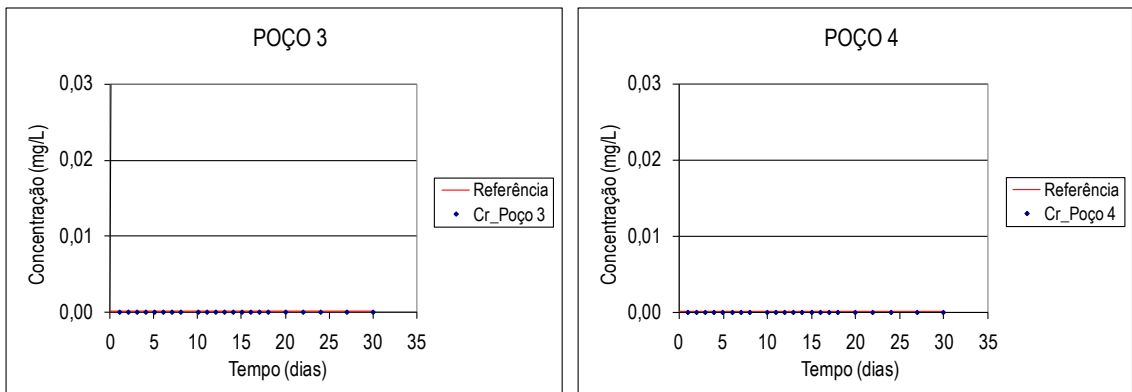 POÇO 3
Concentração (mg/L)
0,03
0,02
0,01
0,00
0 5 10 15 20 25 30 35
Tempo (dias)
Referência
Cr_Poço 3
POÇO 4
Concentração (mg/L)
0,03
0,02
0,01
0,00
0 5 10 15 20 25 30 35
Tempo (dias)
Referência
Cr_Poço 4